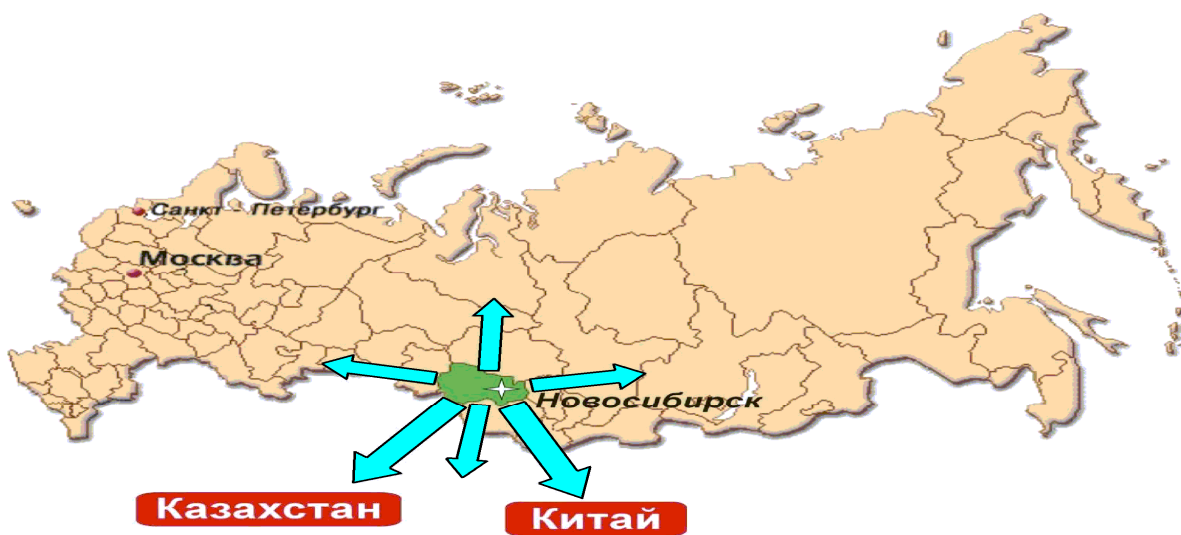 Санкт - Петербург
Москва
Новосибирск
Казахстан
Китай